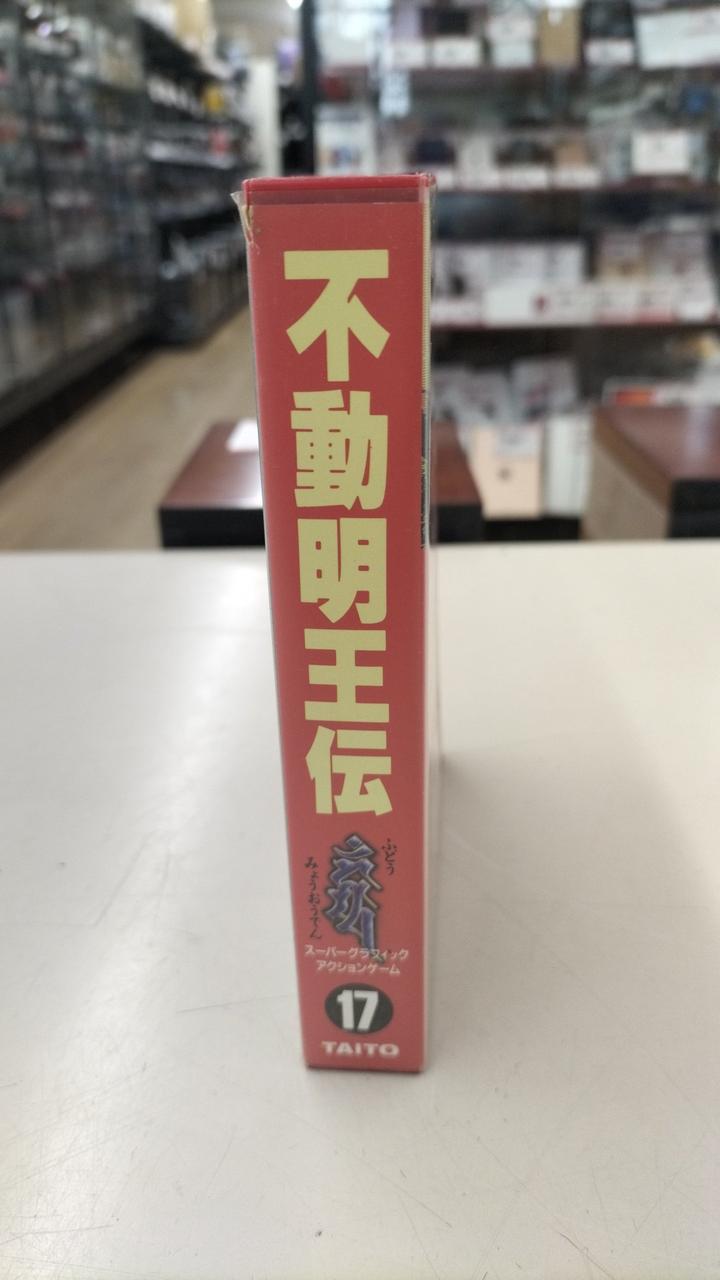 不動明王伝
ふどう
みょうおうてん
スーパーグラフィック
アクションゲーム
17
TAITO